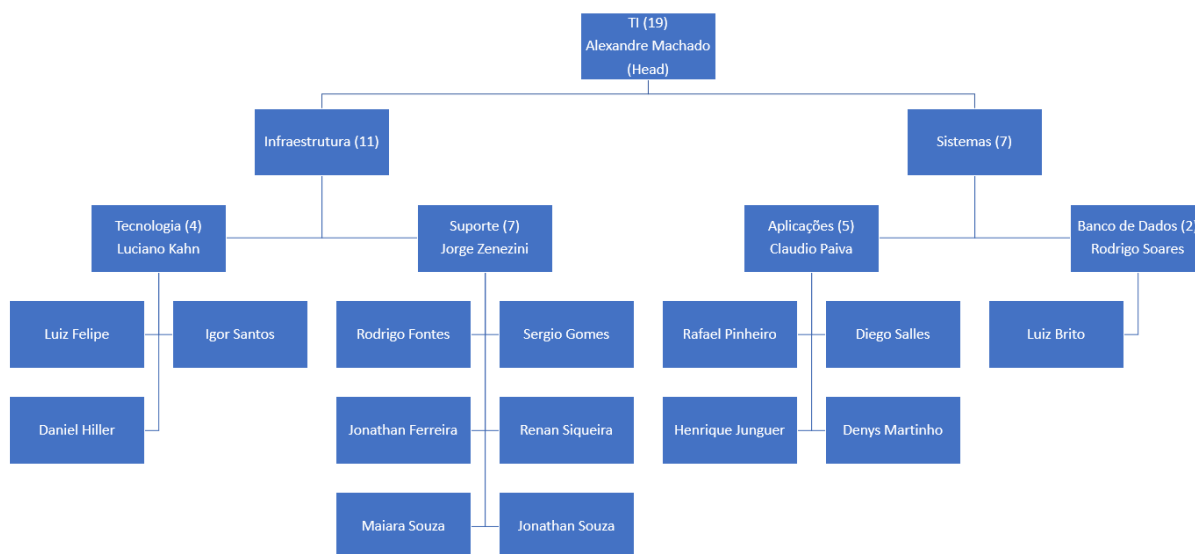 TI (19)
Alexandre Machado
(Head)
Infraestrutura (11)
Sistemas (7)
Tecnologia (4)
Luciano Kahn
Suporte (7)
Jorge Zenezini
Aplicações (5)
Claudio Paiva
Banco de Dados (2)
Rodrigo Soares
Luiz Felipe
Igor Santos
Rodrigo Fontes
Sergio Gomes
Rafael Pinheiro
Diego Salles
Luiz Brito
Daniel Hiller
Jonathan Ferreira
Renan Siqueira
Henrique Junguer
Denys Martinho
Maiara Souza
Jonathan Souza